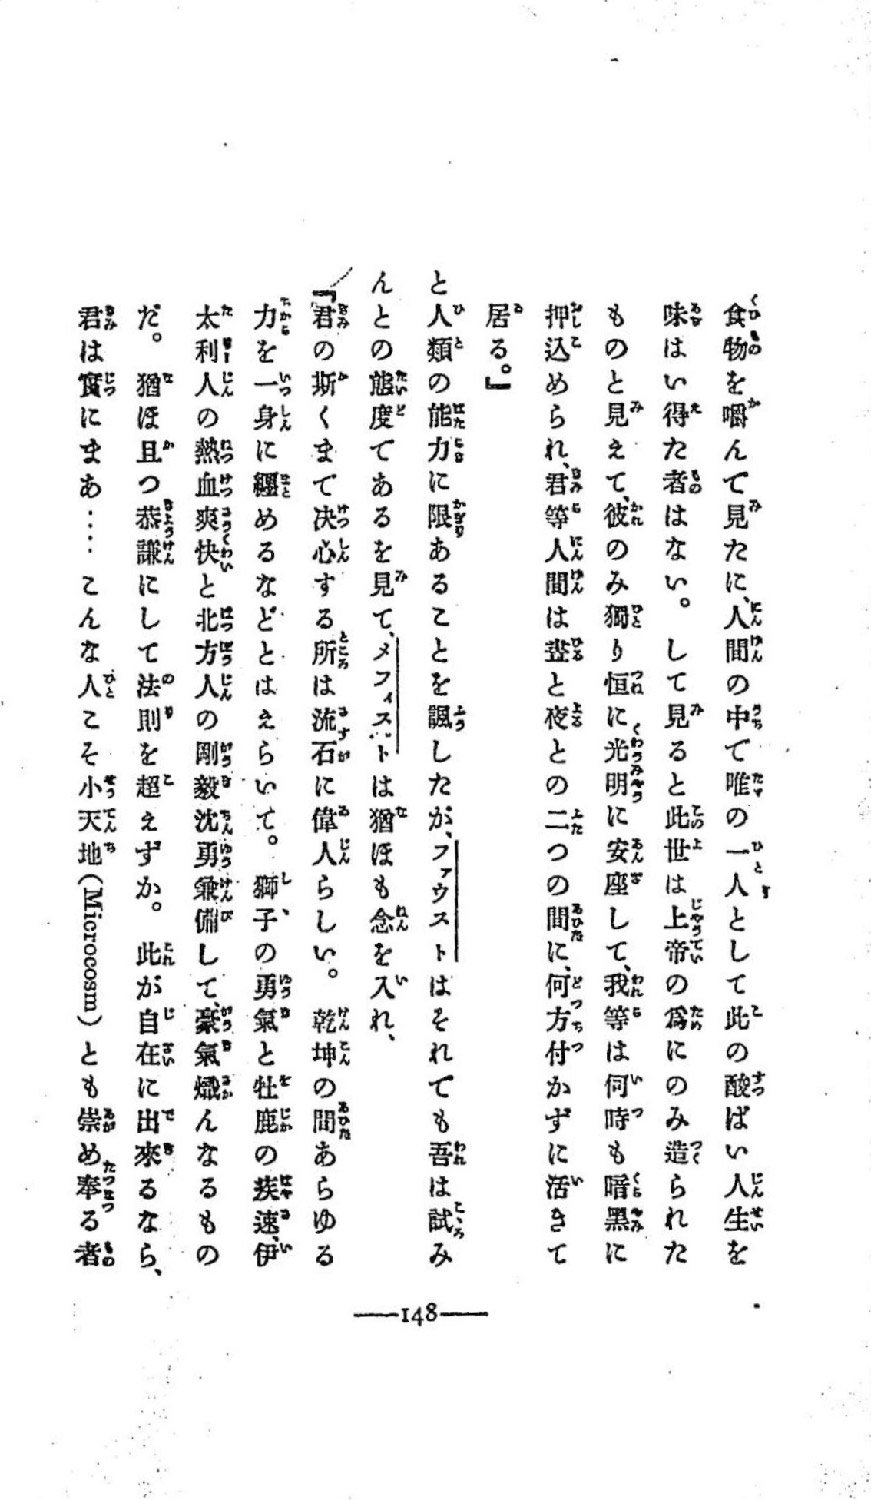 食物を嚼んで見たに、人間の中で唯の一人として此の酸ぱい人生を
味はい得た者はない。して見ると此世は上帝の爲にのみ造られた
ものと見えて、彼のみ獨り恒に光明に安座して、我等は何時も暗黒に
押込められ、君等人間は晝と夜との二つの間に、何方付かずに活きて
居る。』
と人類の能力に限あることを諷したが、ファウストはそれでも吾は試み
んとの態度であるを見て、メフィストは猶ほも念を入れ、
『君の斯くまで決心する所は流石に偉人らしい。乾坤の間あらゆる
力を一身に纒めるなどとはえらいで。獅子の勇氣と牡鹿の疾速、伊
太利人の熱血爽快と北方人の剛毅沈勇兼備して、豪氣熾んなるもの
だ。猶ほ且つ恭謙にして法則を超えずか。此が自在に出來るなら、
君は實にまあ‥‥こんな人こそ小天地(Microcosm)とも崇め奉る者
148